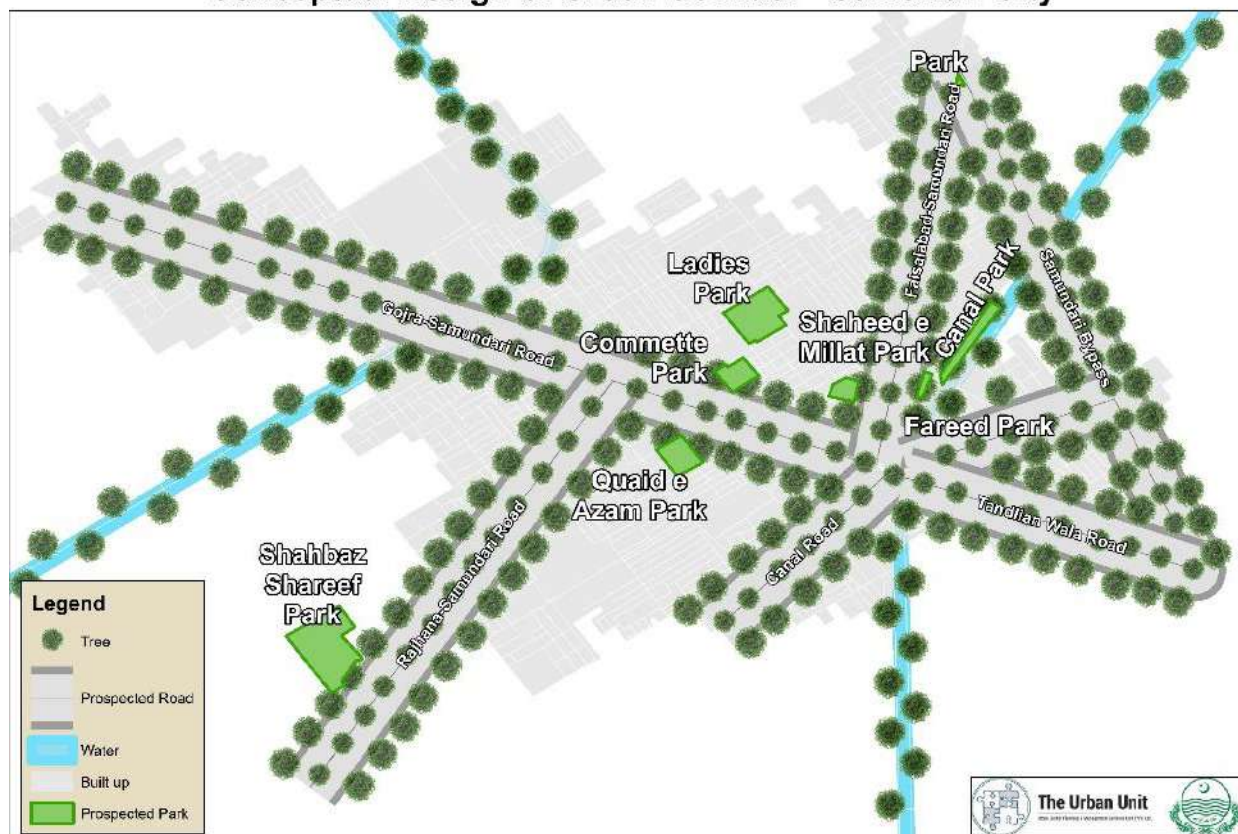 Park
Faisalabad-Samundari Road
Ladies
Park
Canal Park
Samundari Bypass
Shaheed e
Millat Park
Gojra-Samundari Road
Commette
Park
Fareed Park
Quaid e
Azam Park
Tandlian Wala Road
Canal Road
Shahbaz
Shareef
Park
Rajhana-Samundari Road
Legend
Tree
Prospected Road
Water
Built up
Prospected Park
The Urban Unit